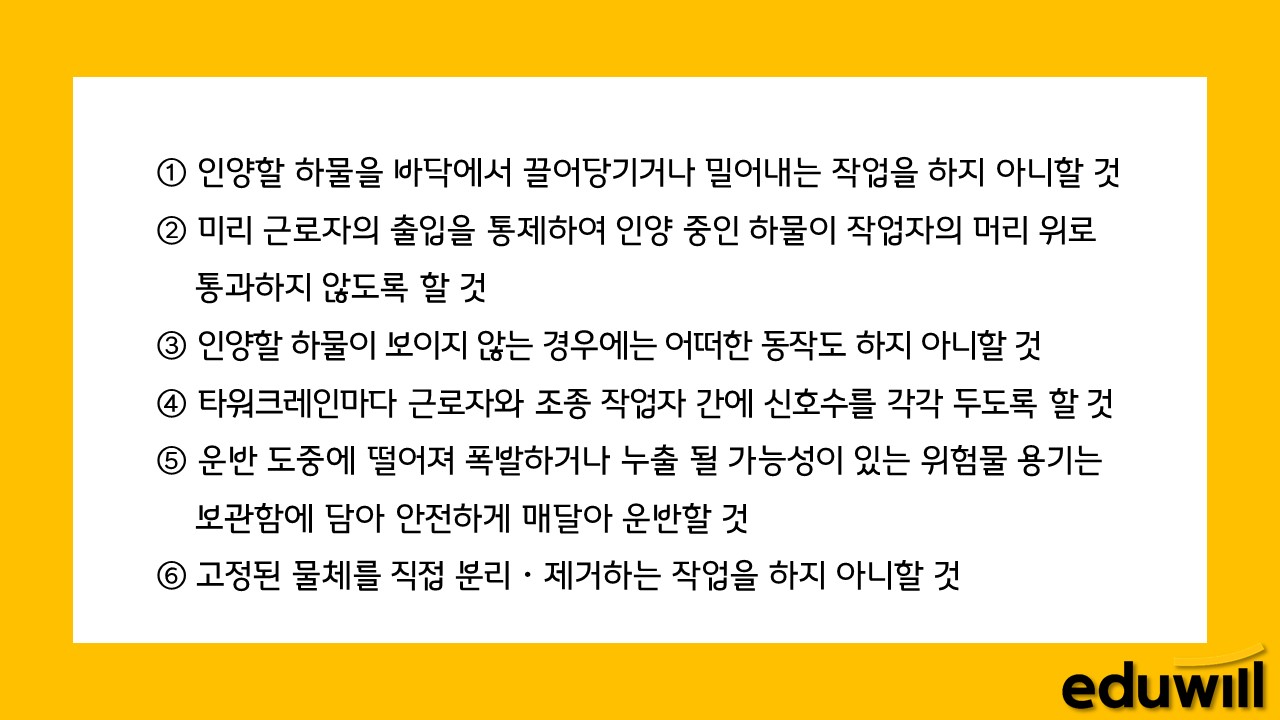 ① 인양할 하물을 바닥에서 끌어당기거나 밀어내는 작업을 하지 아니할 것
② 미리 근로자의 출입을 통제하여 인양 중인 하물이 작업자의 머리 위로
통과하지 않도록 할 것
③ 인양할 하물이 보이지 않는 경우에는 어떠한 동작도 하지 아니할 것
④ 타워크레인마다 근로자와 조종 작업자 간에 신호수를 각각 두도록 할 것
⑤ 운반 도중에 떨어져 폭발하거나 누출 될 가능성이 있는 위험물 용기는
보관함에 담아 안전하게 매달아 운반할 것
⑥ 고정된 물체를 직접 분리·제거하는 작업을 하지 아니할 것
eduwill